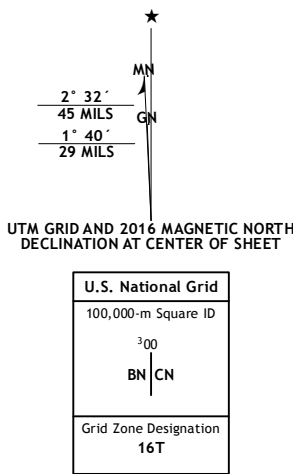 ★
MN
2° 32´
45 MILS
GN
1° 40´
29 MILS
UTM GRID AND 2016 MAGNETIC NORTH
DECLINATION AT CENTER OF SHEET
U.S. National Grid
100,000-m Square ID
³00
BN CN
Grid Zone Designation
16T